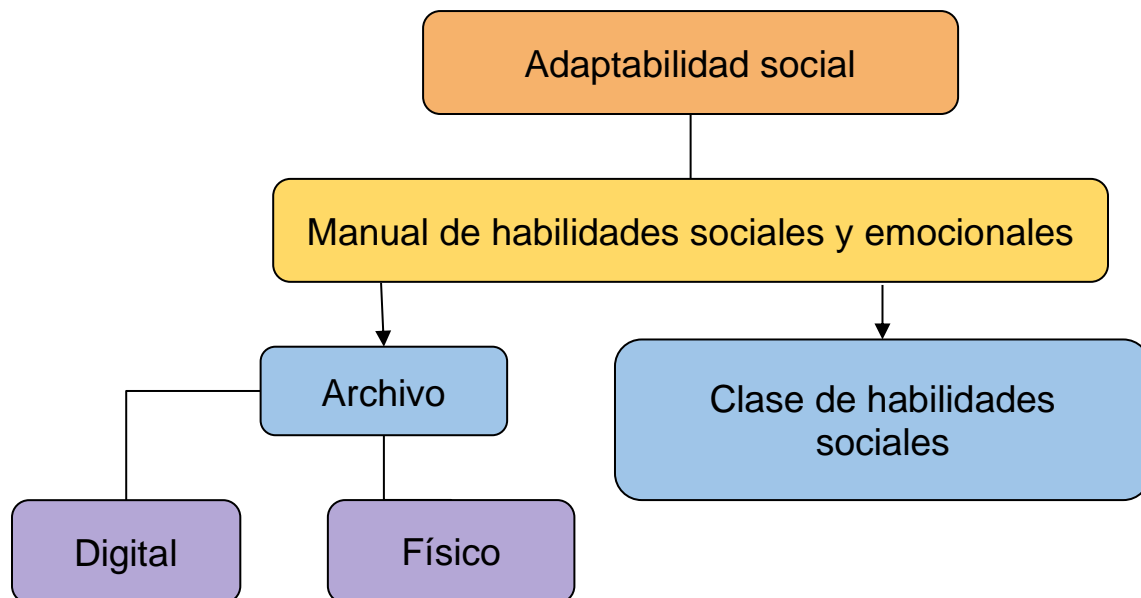 Adaptabilidad social
Manual de habilidades sociales y emocionales
Archivo
Clase de habilidades
sociales
Digital
Físico